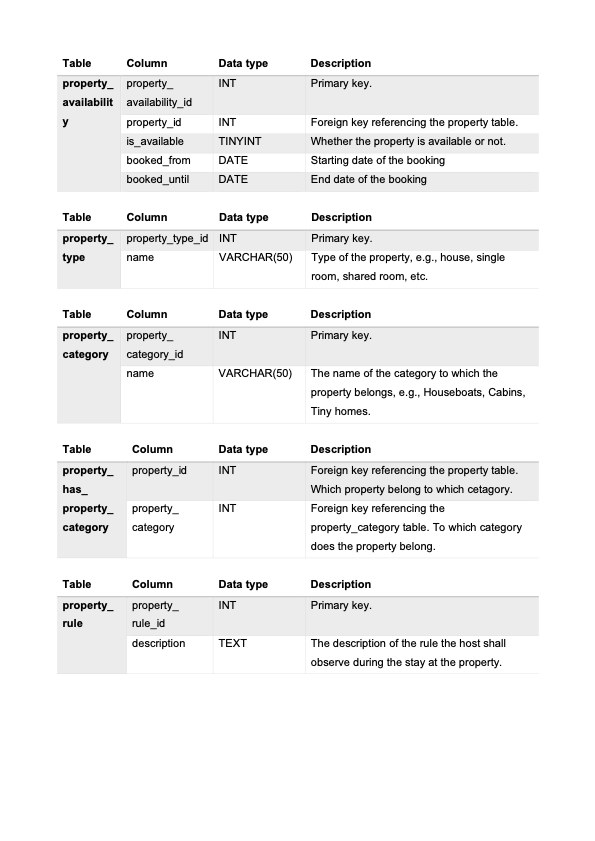 Table Column Data type Description
property_ property_ INT Primary key.
availabilit availability_id
y property_id INT Foreign key referencing the property table.
is_available TINYINT Whether the property is available or not.
booked_from DATE Starting date of the booking
booked_until DATE End date of the booking
Table Column Data type Description
property_ property_type_id INT Primary key.
type name VARCHAR(50) Type of the property, e.g., house, single
room, shared room, etc.
Table Column Data type Description
property_ property_ INT Primary key.
category category_id
name VARCHAR(50) The name of the category to which the
property belongs, e.g., Houseboats, Cabins,
Tiny homes.
Table Column Data type Description
property_ property_id INT Foreign key referencing the property table.
has_ Which property belong to which cetagory.
property_ property_ INT Foreign key referencing the
category category property_category table. To which category
does the property belong.
Table Column Data type Description
property_ property_ INT Primary key.
rule rule_id
description TEXT The description of the rule the host shall
observe during the stay at the property.